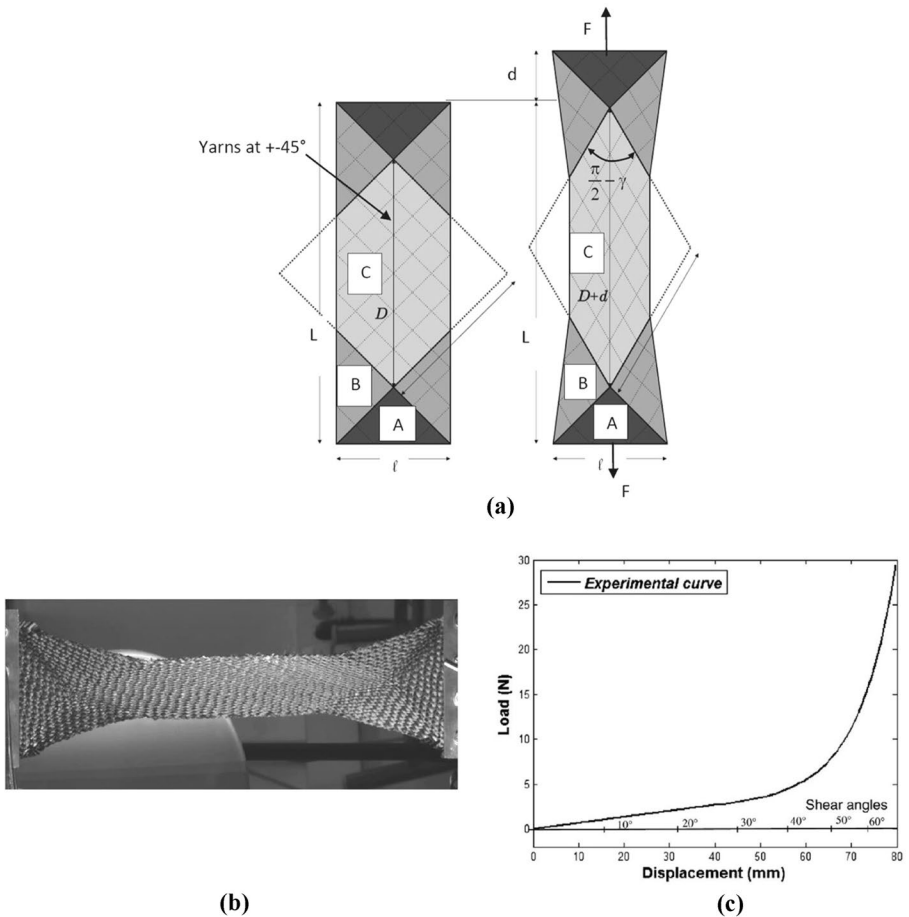 F
d
Yarns at +-45°
π/2 − γ
C
C
D
D+d
L
L
B
B
A
A
ℓ
ℓ
F
(a)
30
Experimental curve
25
20
15
10
5
0
Load (N)
Shear angles
10° 20° 30° 40° 50° 60°
0 10 20 30 40 50 60 70 80
Displacement (mm)
(b)
(c)